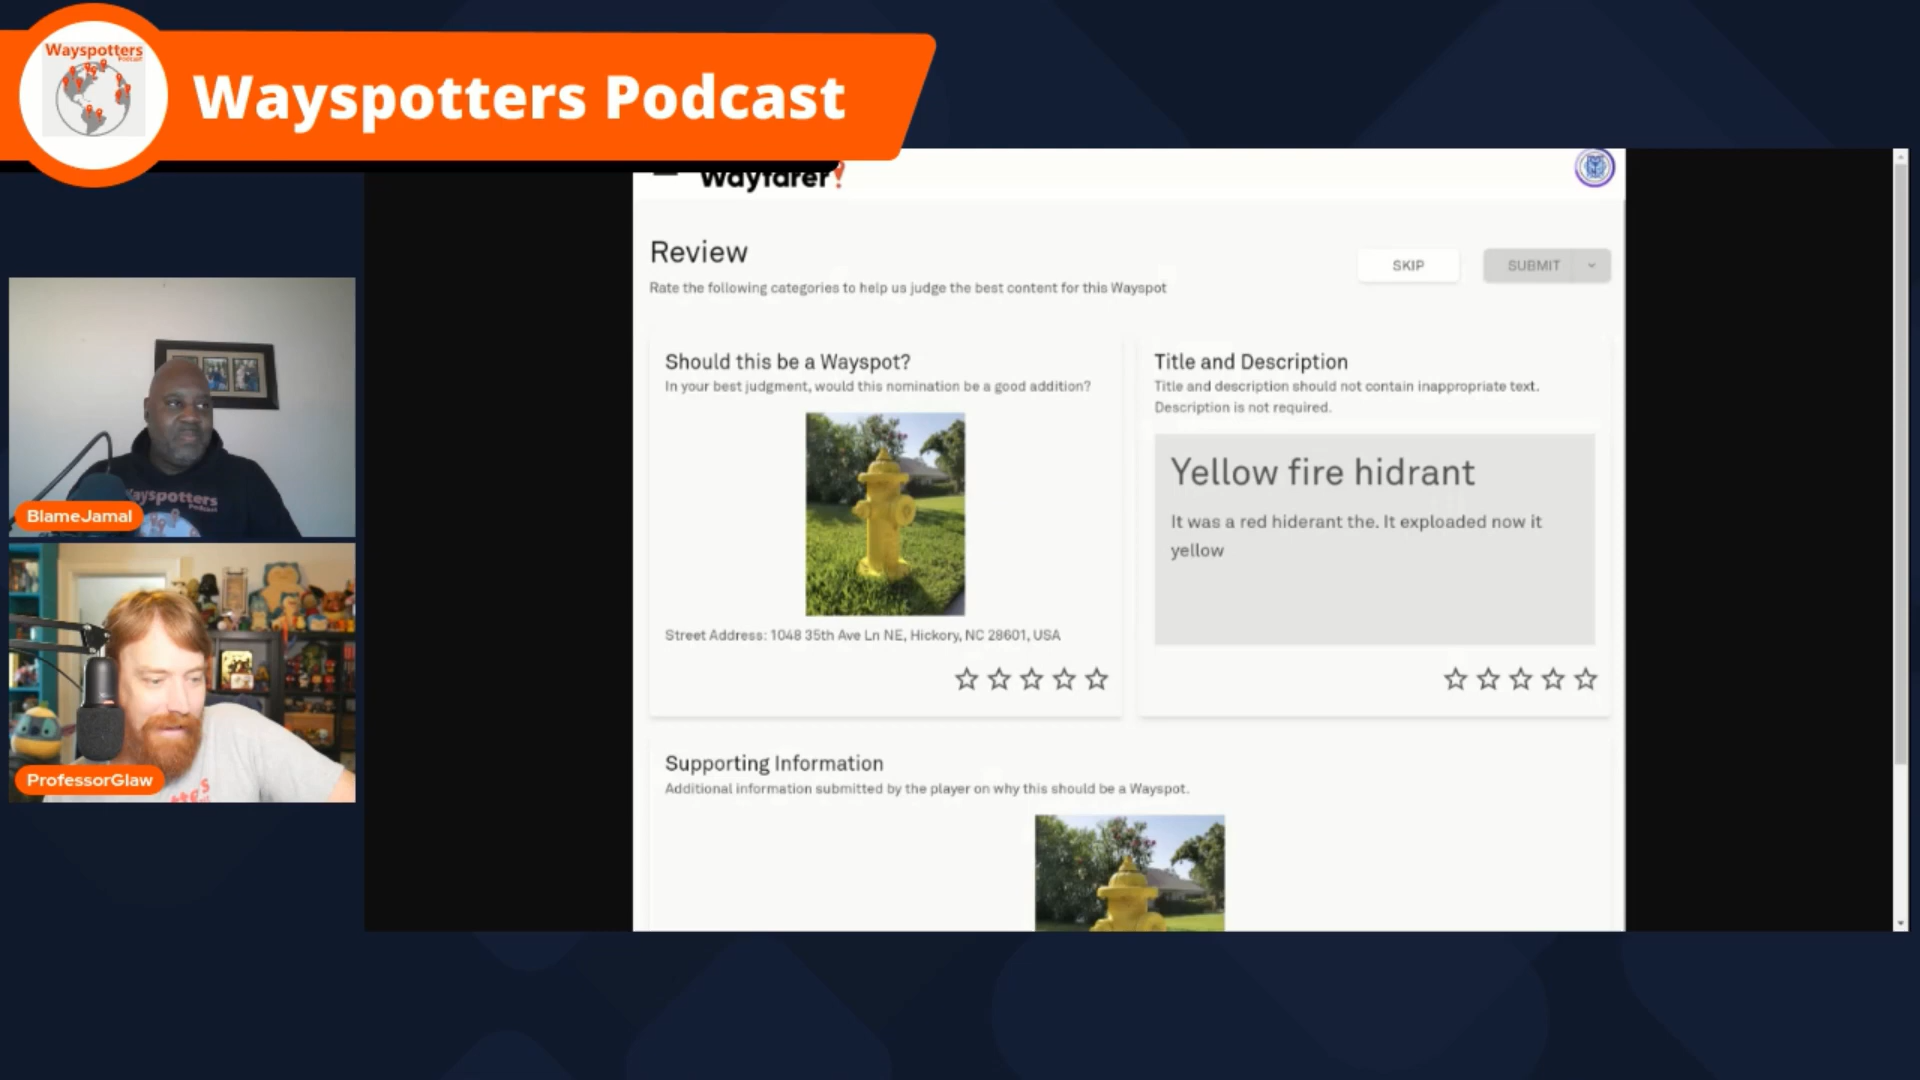 Wayspotters
Podcast
Wayspotters Podcast
Wayfarer
Review
SKIP
SUBMIT
Rate the following categories to help us judge the best content for this Wayspot
Should this be a Wayspot?
In your best judgment, would this nomination be a good addition?
Street Address: 1048 35th Ave Ln NE, Hickory, NC 28601, USA
Title and Description
Title and description should not contain inappropriate text.
Description is not required.
Yellow fire hidrant
It was a red hiderant the. It exploaded now it
yellow
Supporting Information
Additional information submitted by the player on why this should be a Wayspot.
Wayspotters
Podcast
BlameJamal
ProfessorGlaw